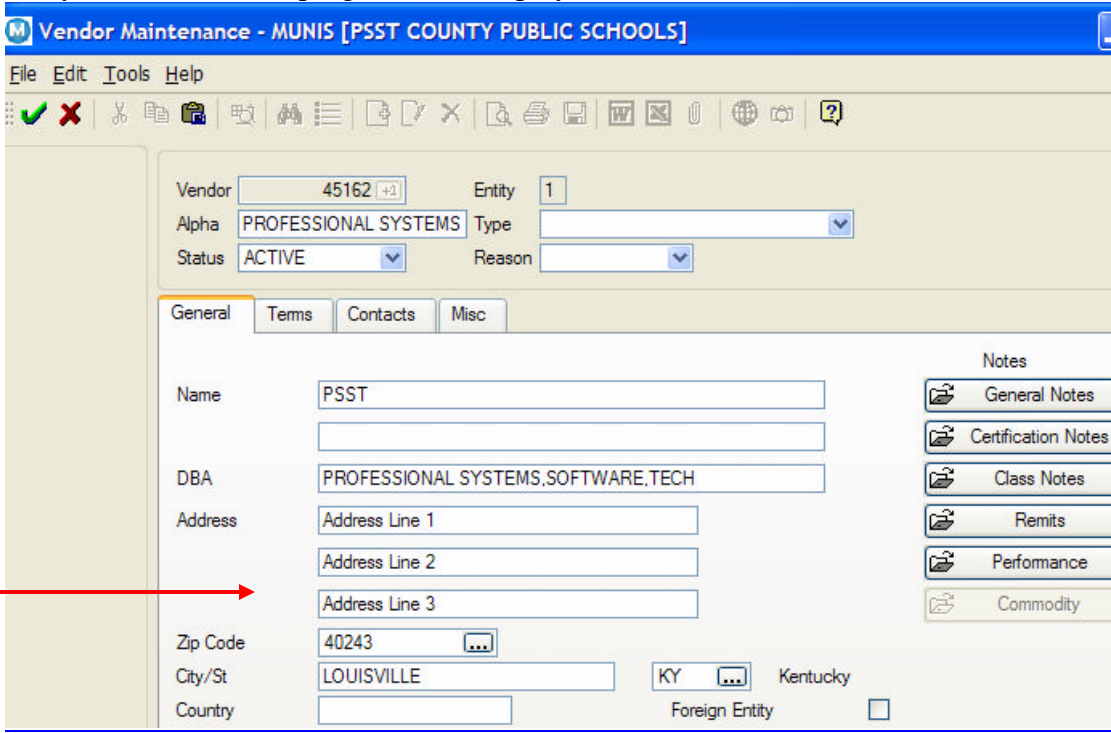 Vendor Maintenance - MUNIS [PSST COUNTY PUBLIC SCHOOLS]
File Edit Tools Help
Vendor 45162 +1 Entity 1
Alpha PROFESSIONAL SYSTEMS Type
Status ACTIVE Reason
General Terms Contacts Misc
Notes
Name PSST General Notes
Certification Notes
DBA PROFESSIONAL SYSTEMS,SOFTWARE,TECH Class Notes
Address Address Line 1 Remits
Address Line 2 Performance
Address Line 3 Commodity
Zip Code 40243 ...
City/St LOUISVILLE KY ... Kentucky
Country Foreign Entity